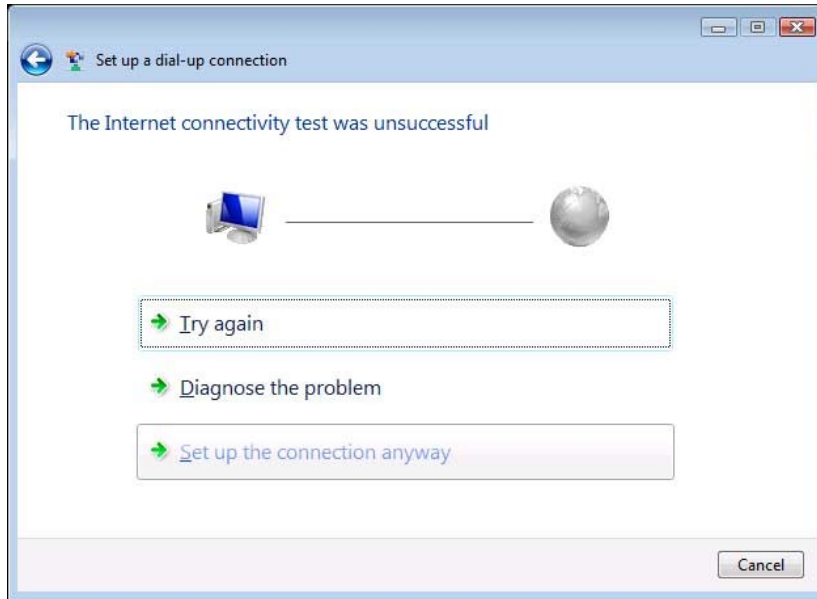 Set up a dial-up connection
The Internet connectivity test was unsuccessful
Try again
Diagnose the problem
Set up the connection anyway
Cancel